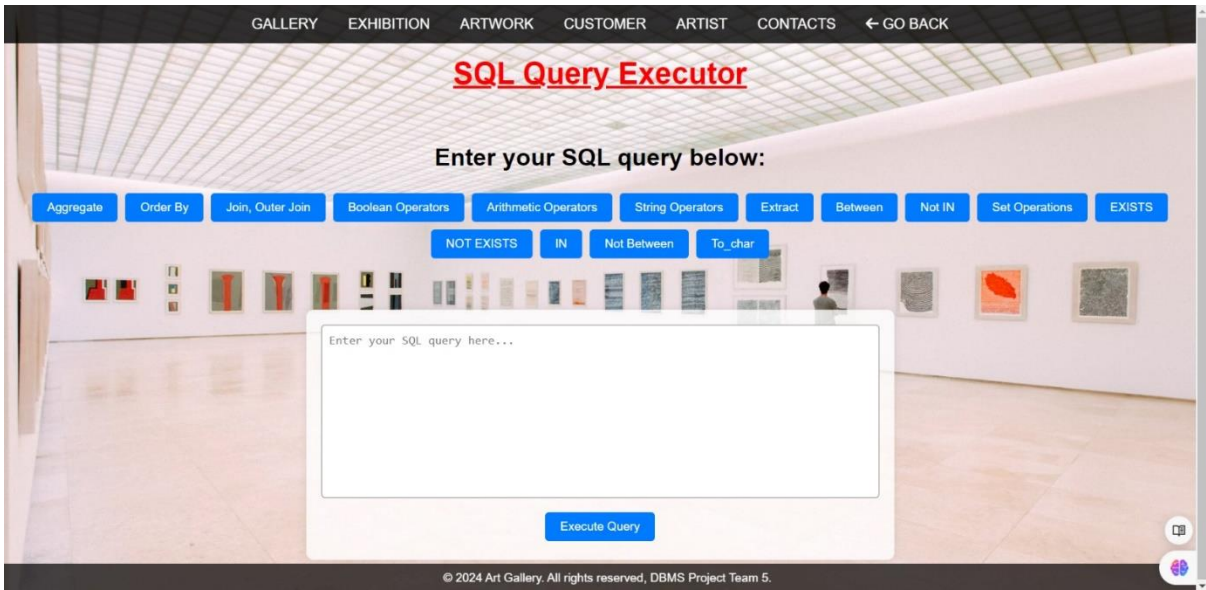 GALLERY EXHIBITION ARTWORK CUSTOMER ARTIST CONTACTS ← GO BACK
SQL Query Executor
Enter your SQL query below:
Aggregate Order By Join, Outer Join Boolean Operators Arithmetic Operators String Operators Extract Between Not IN Set Operations EXISTS
NOT EXISTS IN Not Between To_char
Enter your SQL query here...
Execute Query
© 2024 Art Gallery. All rights reserved, DBMS Project Team 5.